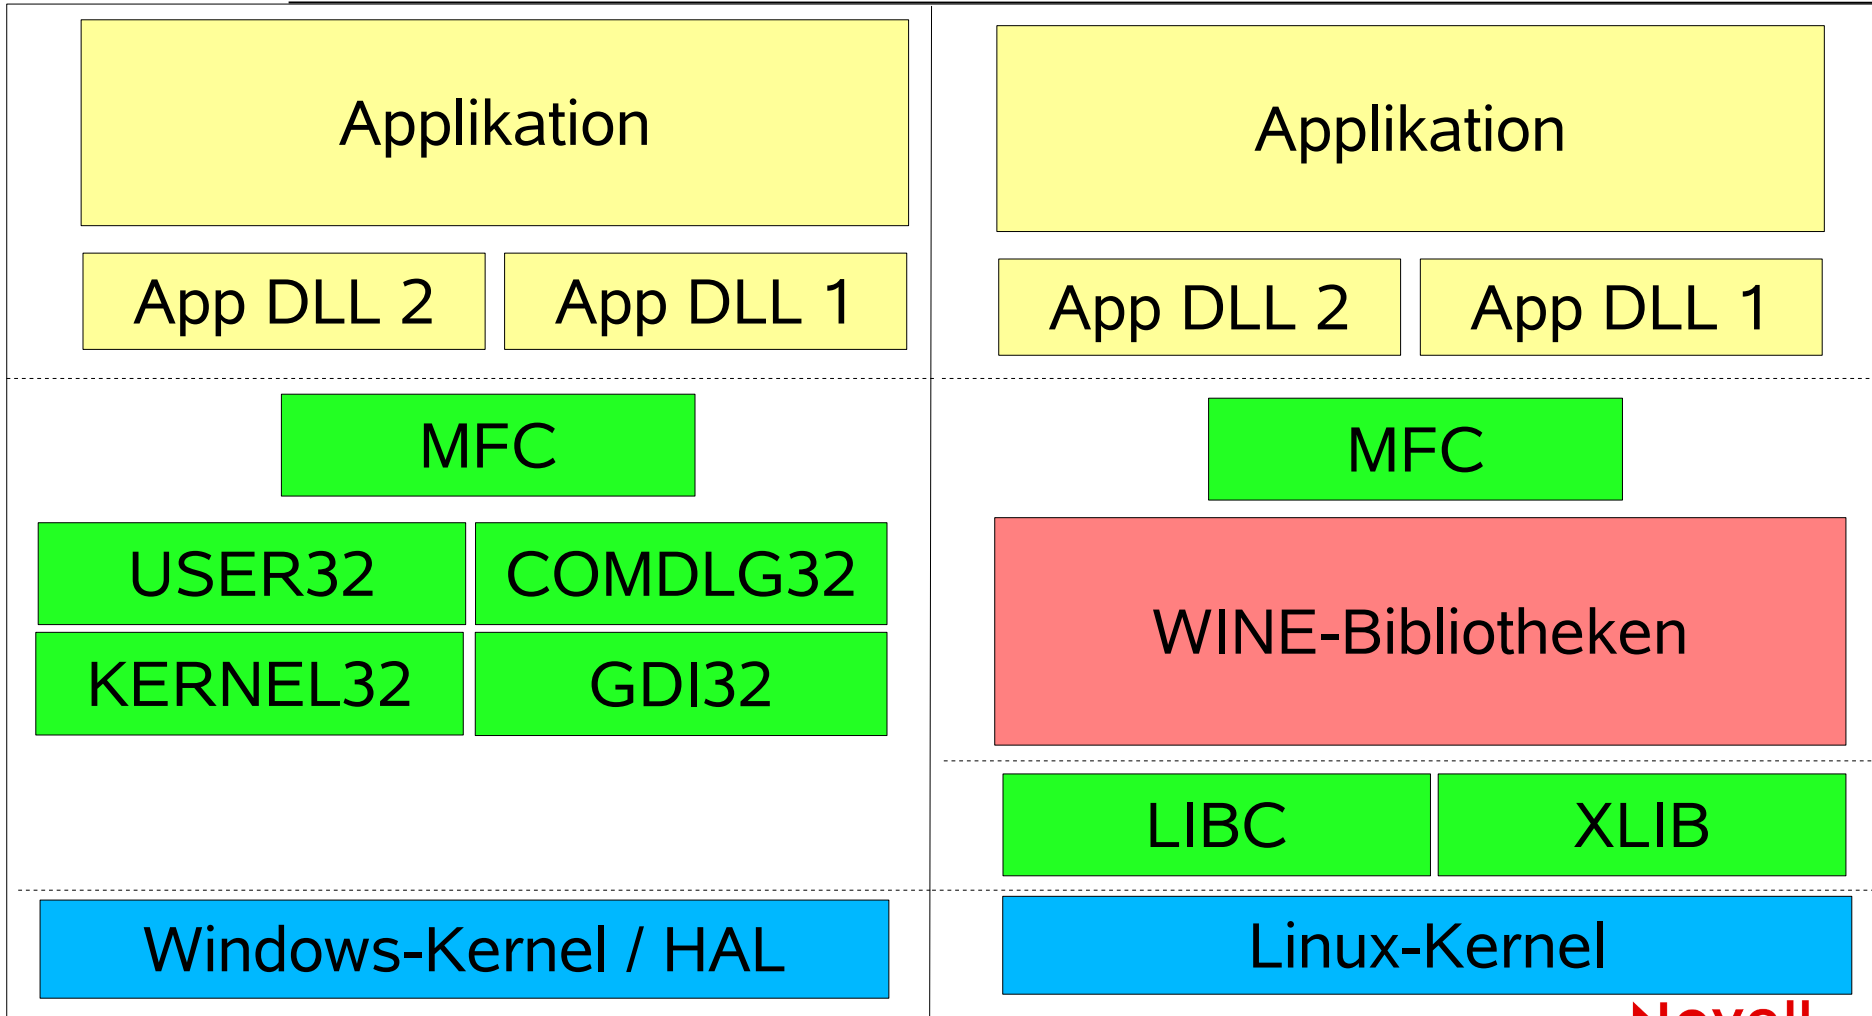 Applikation
App DLL 2
App DLL 1
MFC
USER32
COMDLG32
KERNEL32
GDI32
Windows-Kernel / HAL
Applikation
App DLL 2
App DLL 1
MFC
WINE-Bibliotheken
LIBC
XLIB
Linux-Kernel
Novell